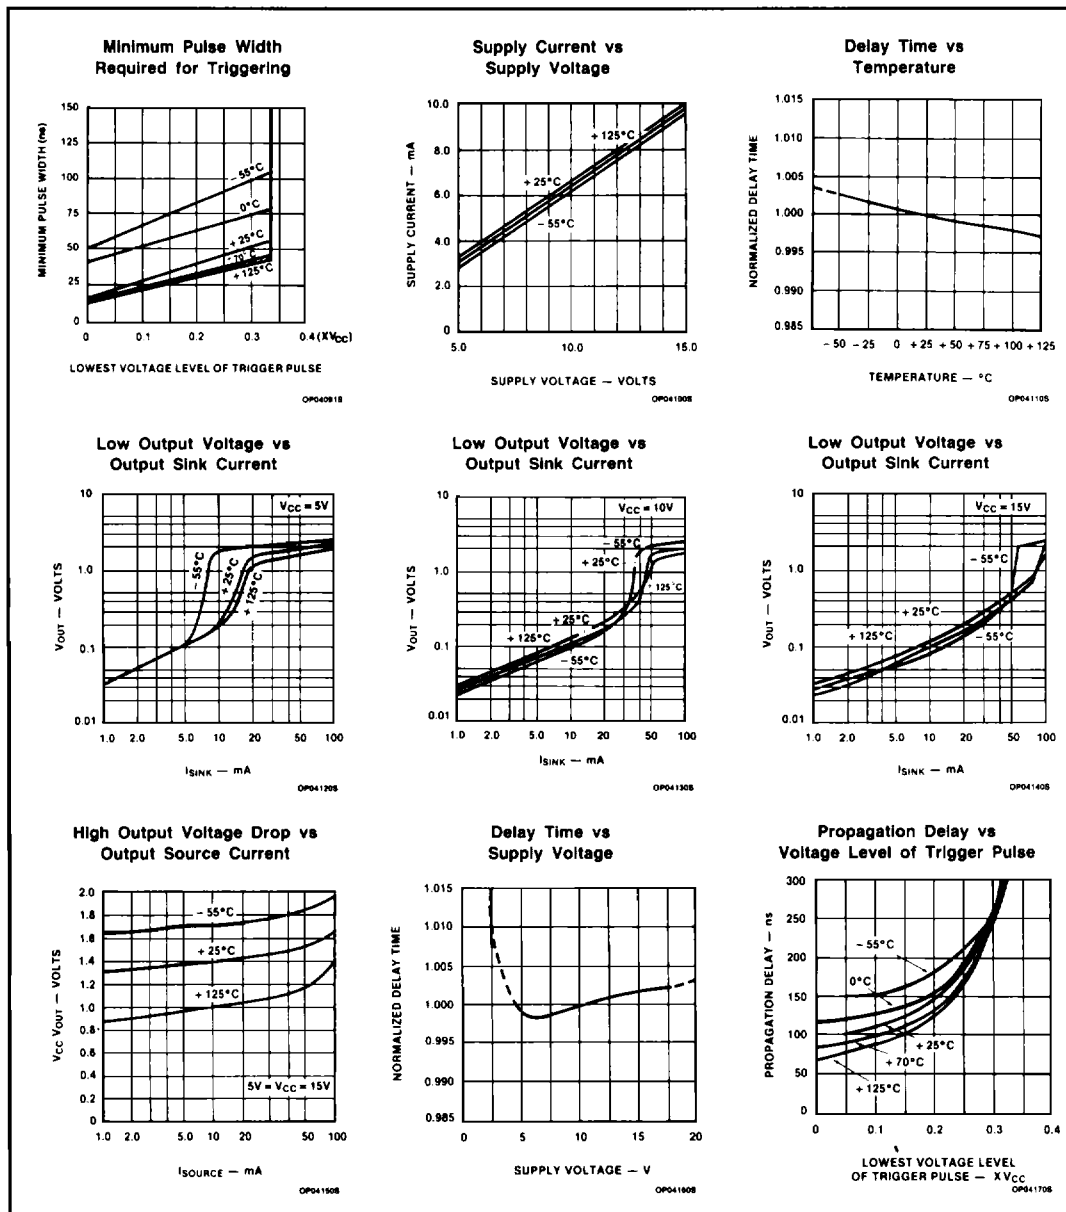 Minimum Pulse Width
Required for Triggering
MINIMUM PULSE WIDTH (ns)
150
125
100
75
50
25
0
- 55°C
0°C
+ 25°C
- 70°C
+ 125°C
0 0.1 0.2 0.3 0.4 (XVCC)
LOWEST VOLTAGE LEVEL OF TRIGGER PULSE
OP04091S
Supply Current vs
Supply Voltage
SUPPLY CURRENT — mA
10.0
8.0
6.0
4.0
2.0
0
+ 125°C
+ 25°C
- 55°C
5.0 10.0 15.0
SUPPLY VOLTAGE — VOLTS
OP04100S
Delay Time vs
Temperature
NORMALIZED DELAY TIME
1.015
1.010
1.005
1.000
0.995
0.990
0.985
- 50 - 25 0 + 25 + 50 + 75 + 100 + 125
TEMPERATURE — °C
OP04110S
Low Output Voltage vs
Output Sink Current
VOUT — VOLTS
10
1.0
0.1
0.01
VCC = 5V
- 55°C
+ 25°C
+ 125°C
1.0 2.0 5.0 10 20 50 100
ISINK — mA
OP04120S
Low Output Voltage vs
Output Sink Current
VOUT — VOLTS
10
1.0
0.1
0.01
VCC = 10V
- 55°C
+ 25°C
+ 125°C
+ 25°C
+ 125°C
- 55°C
1.0 2.0 5.0 10 20 50 100
ISINK — mA
OP04130S
Low Output Voltage vs
Output Sink Current
VOUT — VOLTS
10
1.0
0.1
0.01
VCC = 15V
- 55°C
+ 25°C
+ 125°C
- 55°C
1.0 2.0 5.0 10 20 50 100
ISINK — mA
OP04140S
High Output Voltage Drop vs
Output Source Current
VCC VOUT — VOLTS
2.0
1.8
1.6
1.4
1.2
1.0
0.8
0.6
0.4
0.2
0
- 55°C
+ 25°C
+ 125°C
5V = VCC = 15V
1.0 2.0 5.0 10 20 50 100
ISOURCE — mA
OP04150S
Delay Time vs
Supply Voltage
NORMALIZED DELAY TIME
1.015
1.010
1.005
1.000
0.995
0.990
0.985
0 5 10 15 20
SUPPLY VOLTAGE — V
OP04160S
Propagation Delay vs
Voltage Level of Trigger Pulse
PROPAGATION DELAY — ns
300
250
200
150
100
50
0
- 55°C
0°C
+ 25°C
+ 70°C
+ 125°C
0 0.1 0.2 0.3 0.4
LOWEST VOLTAGE LEVEL
OF TRIGGER PULSE — XVCC
OP04170S